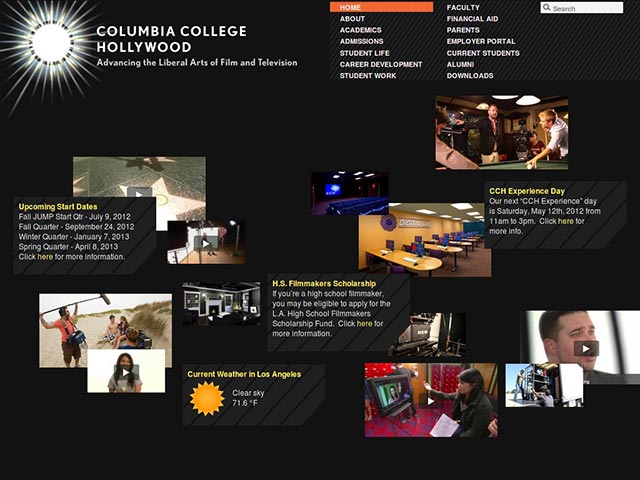 COLUMBIA COLLEGE
HOLLYWOOD
Advancing the Liberal Arts of Film and Television
HOME
ABOUT
ACADEMICS
ADMISSIONS
STUDENT LIFE
CAREER DEVELOPMENT
STUDENT WORK
FACULTY
FINANCIAL AID
PARENTS
EMPLOYER PORTAL
CURRENT STUDENTS
ALUMNI
DOWNLOADS
Search
CCH Experience Day
Our next “CCH Experience” day
is Saturday, May 12th, 2012 from
11am to 3pm. Click here for
more info.
Upcoming Start Dates
Fall JUMP Start Qtr - July 9, 2012
Fall Quarter - September 24, 2012
Winter Quarter - January 7, 2013
Spring Quarter - April 8, 2013
Click here for more information.
DIGITAL
H.S. Filmmakers Scholarship
If you're a high school filmmaker,
you may be eligible to apply for the
L.A. High School Filmmakers
Scholarship Fund. Click here for
more information.
Current Weather in Los Angeles
Clear sky
71.6 °F